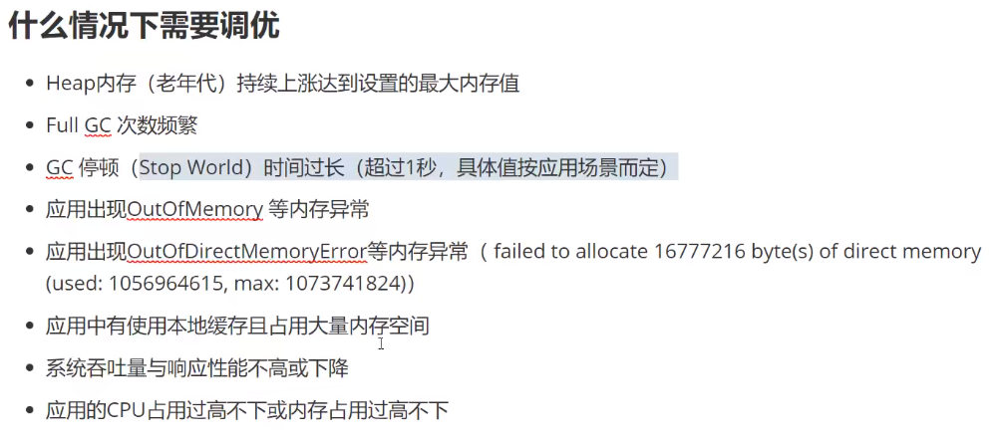 什么情况下需要调优
• Heap内存（老年代）持续上涨达到设置的最大内存值
• Full GC 次数频繁
• GC 停顿（Stop World）时间过长（超过1秒，具体值按应用场景而定）
• 应用出现OutOfMemory 等内存异常
• 应用出现OutOfDirectMemoryError等内存异常（ failed to allocate 16777216 byte(s) of direct memory
(used: 1056964615, max: 1073741824)）
• 应用中有使用本地缓存且占用大量内存空间
• 系统吞吐量与响应性能不高或下降
• 应用的CPU占用过高不下或内存占用过高不下